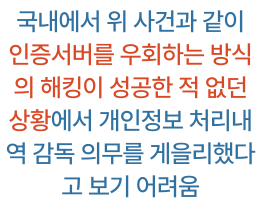 국내에서 위 사건과 같이
인증서버를 우회하는 방식
의 해킹이 성공한 적 없던
상황에서 개인정보 처리내
역 감독 의무를 게을리했다
고 보기 어려움